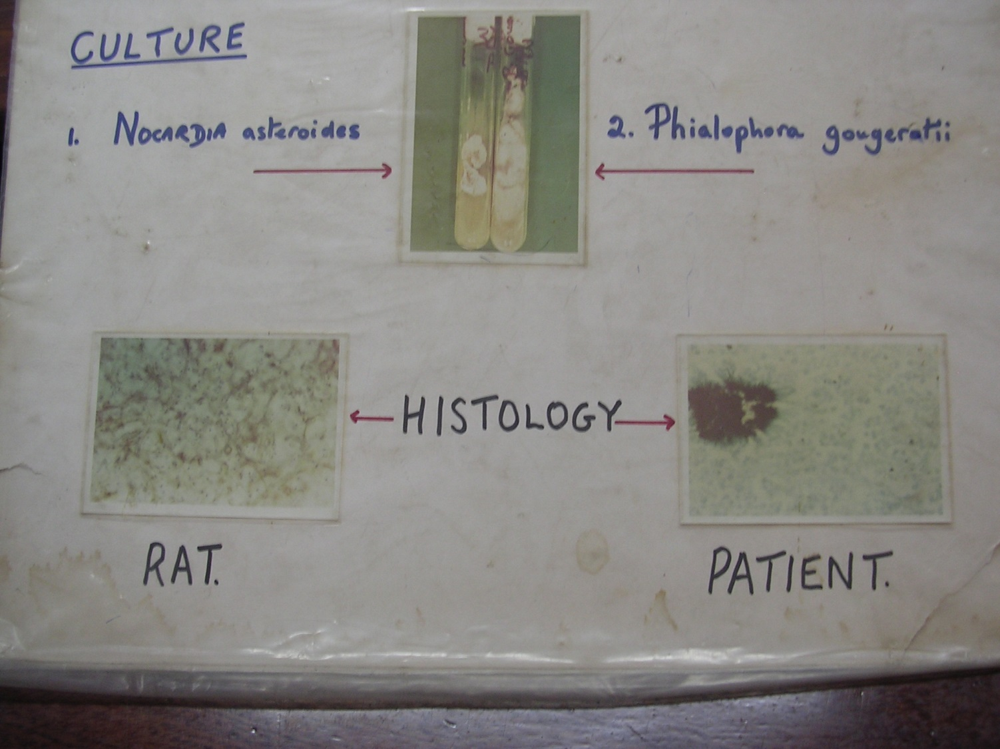 CULTURE
1. NOCARDIA asteroides
2. Phialophora gougeratii
HISTOLOGY
RAT.
PATIENT.